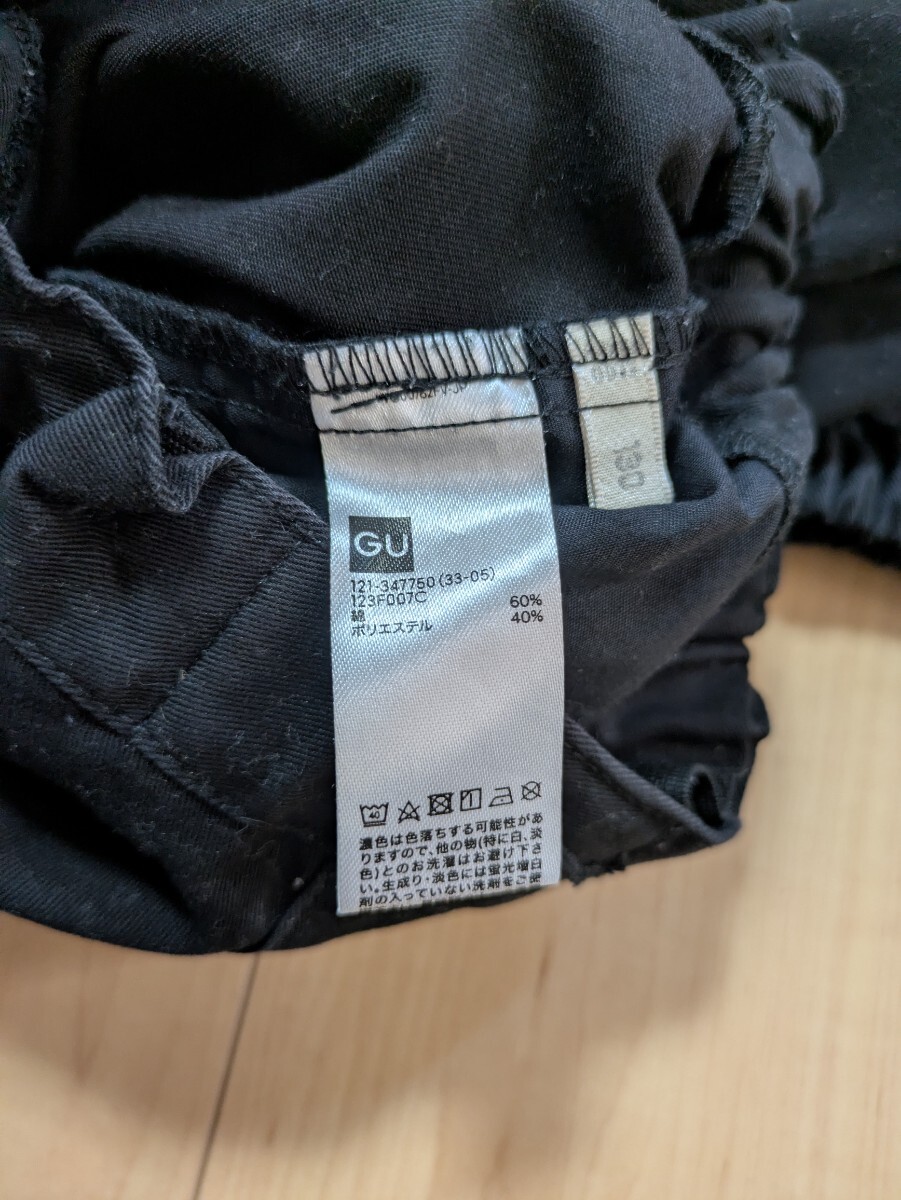 GU
121-347750(33-05)
123F007C
綿 60%
ポリエステル 40%
40
濃色は色落ちする可能性があ
りますので、他の物(特に白、淡
色)とのお洗濯はお避け下さ
い。生成り・淡色には蛍光増白
剤の入っていない洗剤をご使
130